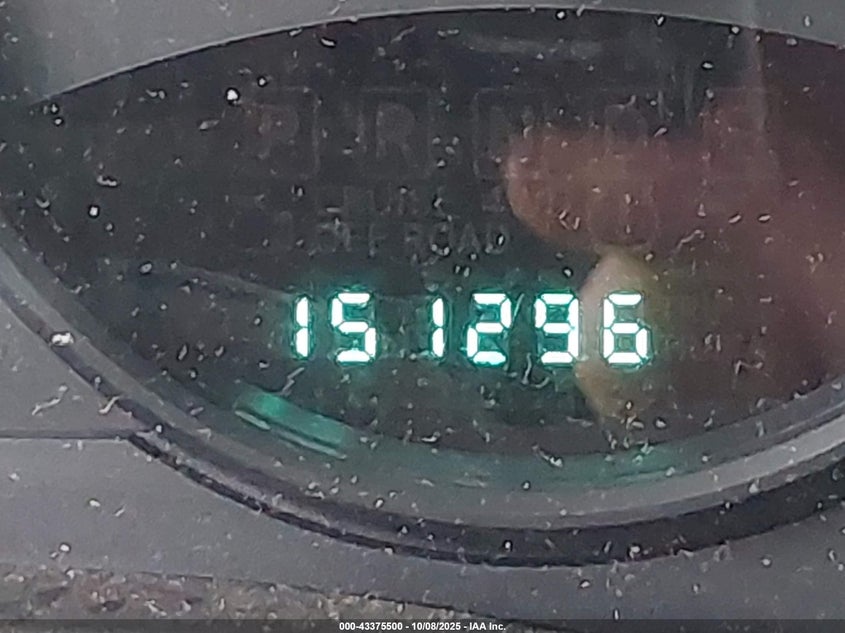 P R N D
OFF ROAD
151296
000-43375500 - 10/08/2025 - IAA Inc.